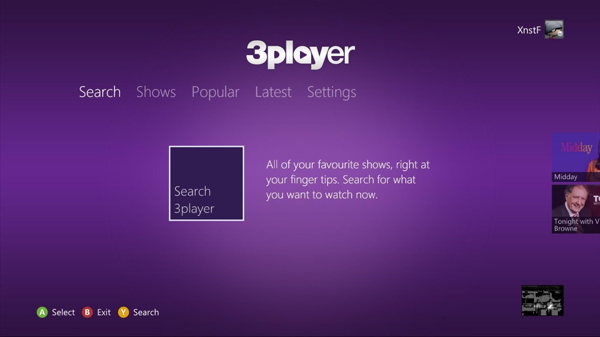 XnstF
3player
Search Shows Popular Latest Settings
Search
3player
All of your favourite shows, right at
your finger tips. Search for what
you want to watch now.
Midday
Midday
Tonight with V
Browne
A Select B Exit Y Search